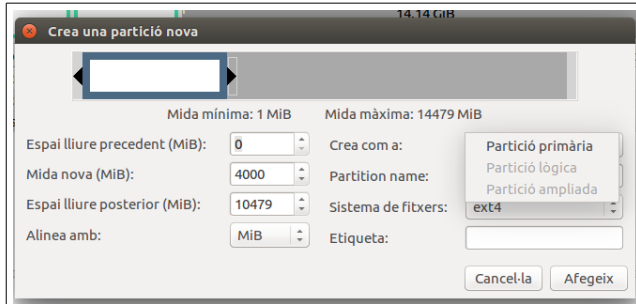 14.14 GiB
Crea una partició nova
Mida mínima: 1 MiB Mida màxima: 14479 MiB
Espai lliure precedent (MiB): 0 Crea com a: Partició primària
Partició lògica
Mida nova (MiB): 4000 Partition name:
Partició ampliada
Espai lliure posterior (MiB): 10479 Sistema de fitxers: ext4
Alinea amb: MiB Etiqueta:
Cancel·la Afegeix